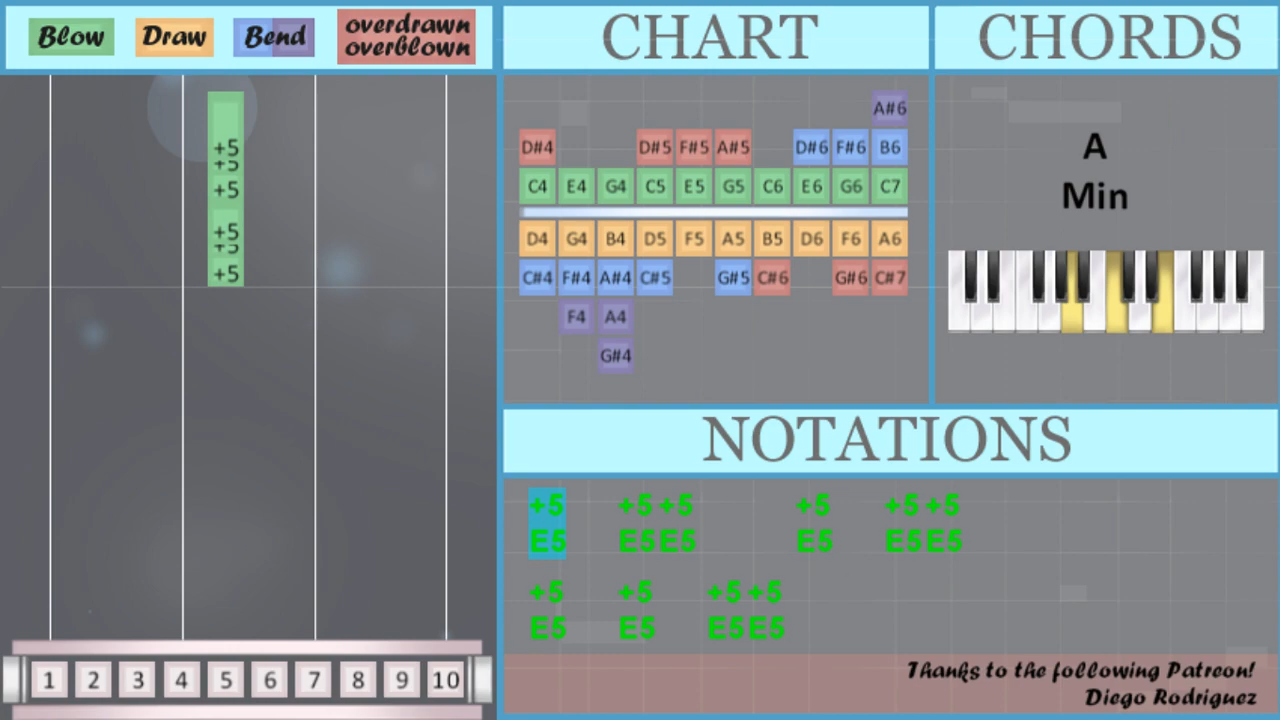 Blow Draw Bend overdrawn
overblown
CHART
CHORDS
+5
+5
+5
+5
+5
+5
A#6
D#4 D#5 F#5 A#5 D#6 F#6 B6
C4 E4 G4 C5 E5 G5 C6 E6 G6 C7
D4 G4 B4 D5 F5 A5 B5 D6 F6 A6
C#4 F#4 A#4 C#5 G#5 C#6 G#6 C#7
F4 A4
G#4
A
Min
NOTATIONS
+5 +5 +5 +5 +5 +5
E5 E5 E5 E5 E5 E5
+5 +5 +5 +5
E5 E5 E5 E5
1 2 3 4 5 6 7 8 9 10
Thanks to the following Patreon!
Diego Rodriguez